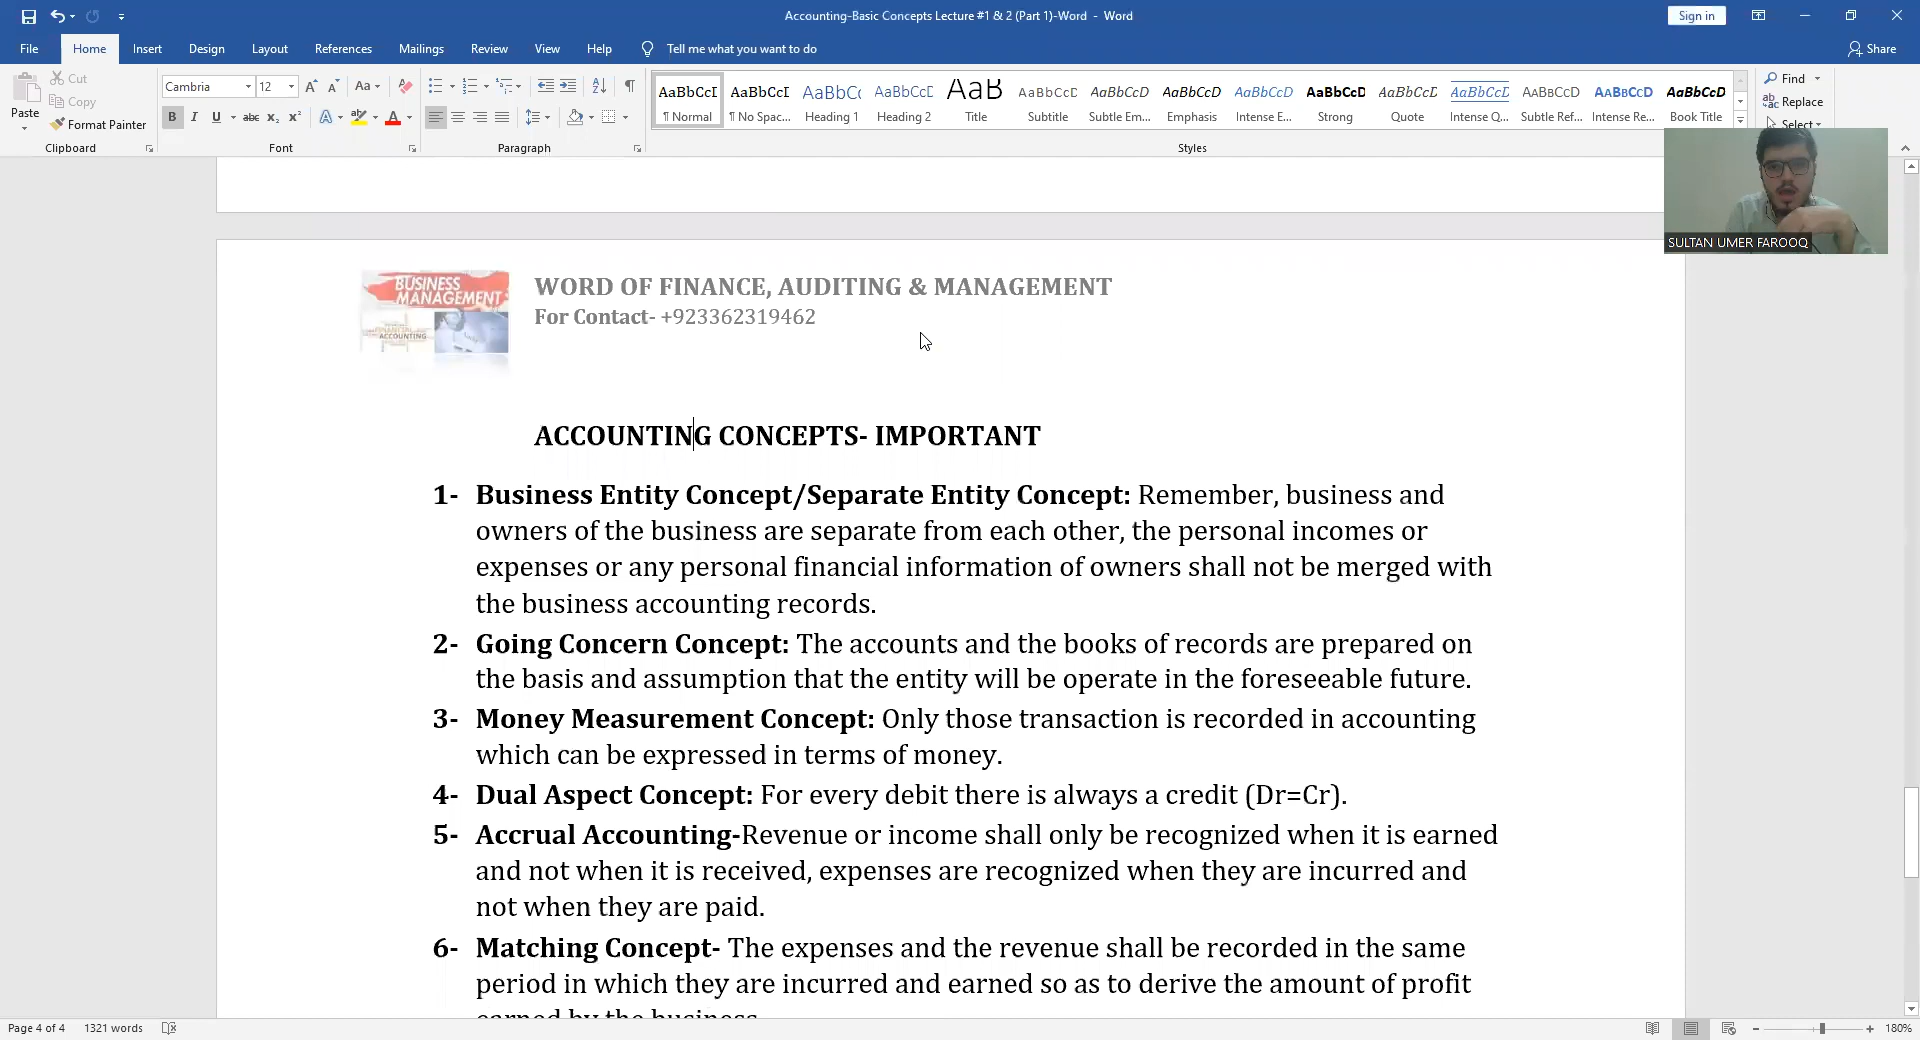 Accounting-Basic Concepts Lecture #1 & 2 (Part 1)-Word - Word
Sign in
File Home Insert Design Layout References Mailings Review View Help Tell me what you want to do Share
Paste
Cut
Copy
Format Painter
Clipboard
Cambria 12
Font
Paragraph
AaBbCcI AaBbCcI AaBbCc AaBbCcD AaB AaBbCcD AaBbCcD AaBbCcD AaBbCcD AaBbCcD AaBbCcD AaBbCcD AABBCCD AABBCCD AaBbCcD
¶ Normal ¶ No Spac... Heading 1 Heading 2 Title Subtitle Subtle Em... Emphasis Intense E... Strong Quote Intense Q... Subtle Ref... Intense Re... Book Title
Styles
Find
Replace
Select
SULTAN UMER FAROOQ
BUSINESS
MANAGEMENT
FINANCIAL
ACCOUNTING
WORD OF FINANCE, AUDITING & MANAGEMENT
For Contact- +923362319462
ACCOUNTING CONCEPTS- IMPORTANT
1- Business Entity Concept/Separate Entity Concept: Remember, business and
owners of the business are separate from each other, the personal incomes or
expenses or any personal financial information of owners shall not be merged with
the business accounting records.
2- Going Concern Concept: The accounts and the books of records are prepared on
the basis and assumption that the entity will be operate in the foreseeable future.
3- Money Measurement Concept: Only those transaction is recorded in accounting
which can be expressed in terms of money.
4- Dual Aspect Concept: For every debit there is always a credit (Dr=Cr).
5- Accrual Accounting-Revenue or income shall only be recognized when it is earned
and not when it is received, expenses are recognized when they are incurred and
not when they are paid.
6- Matching Concept- The expenses and the revenue shall be recorded in the same
period in which they are incurred and earned so as to derive the amount of profit
earned by the business
Page 4 of 4 1321 words
180%